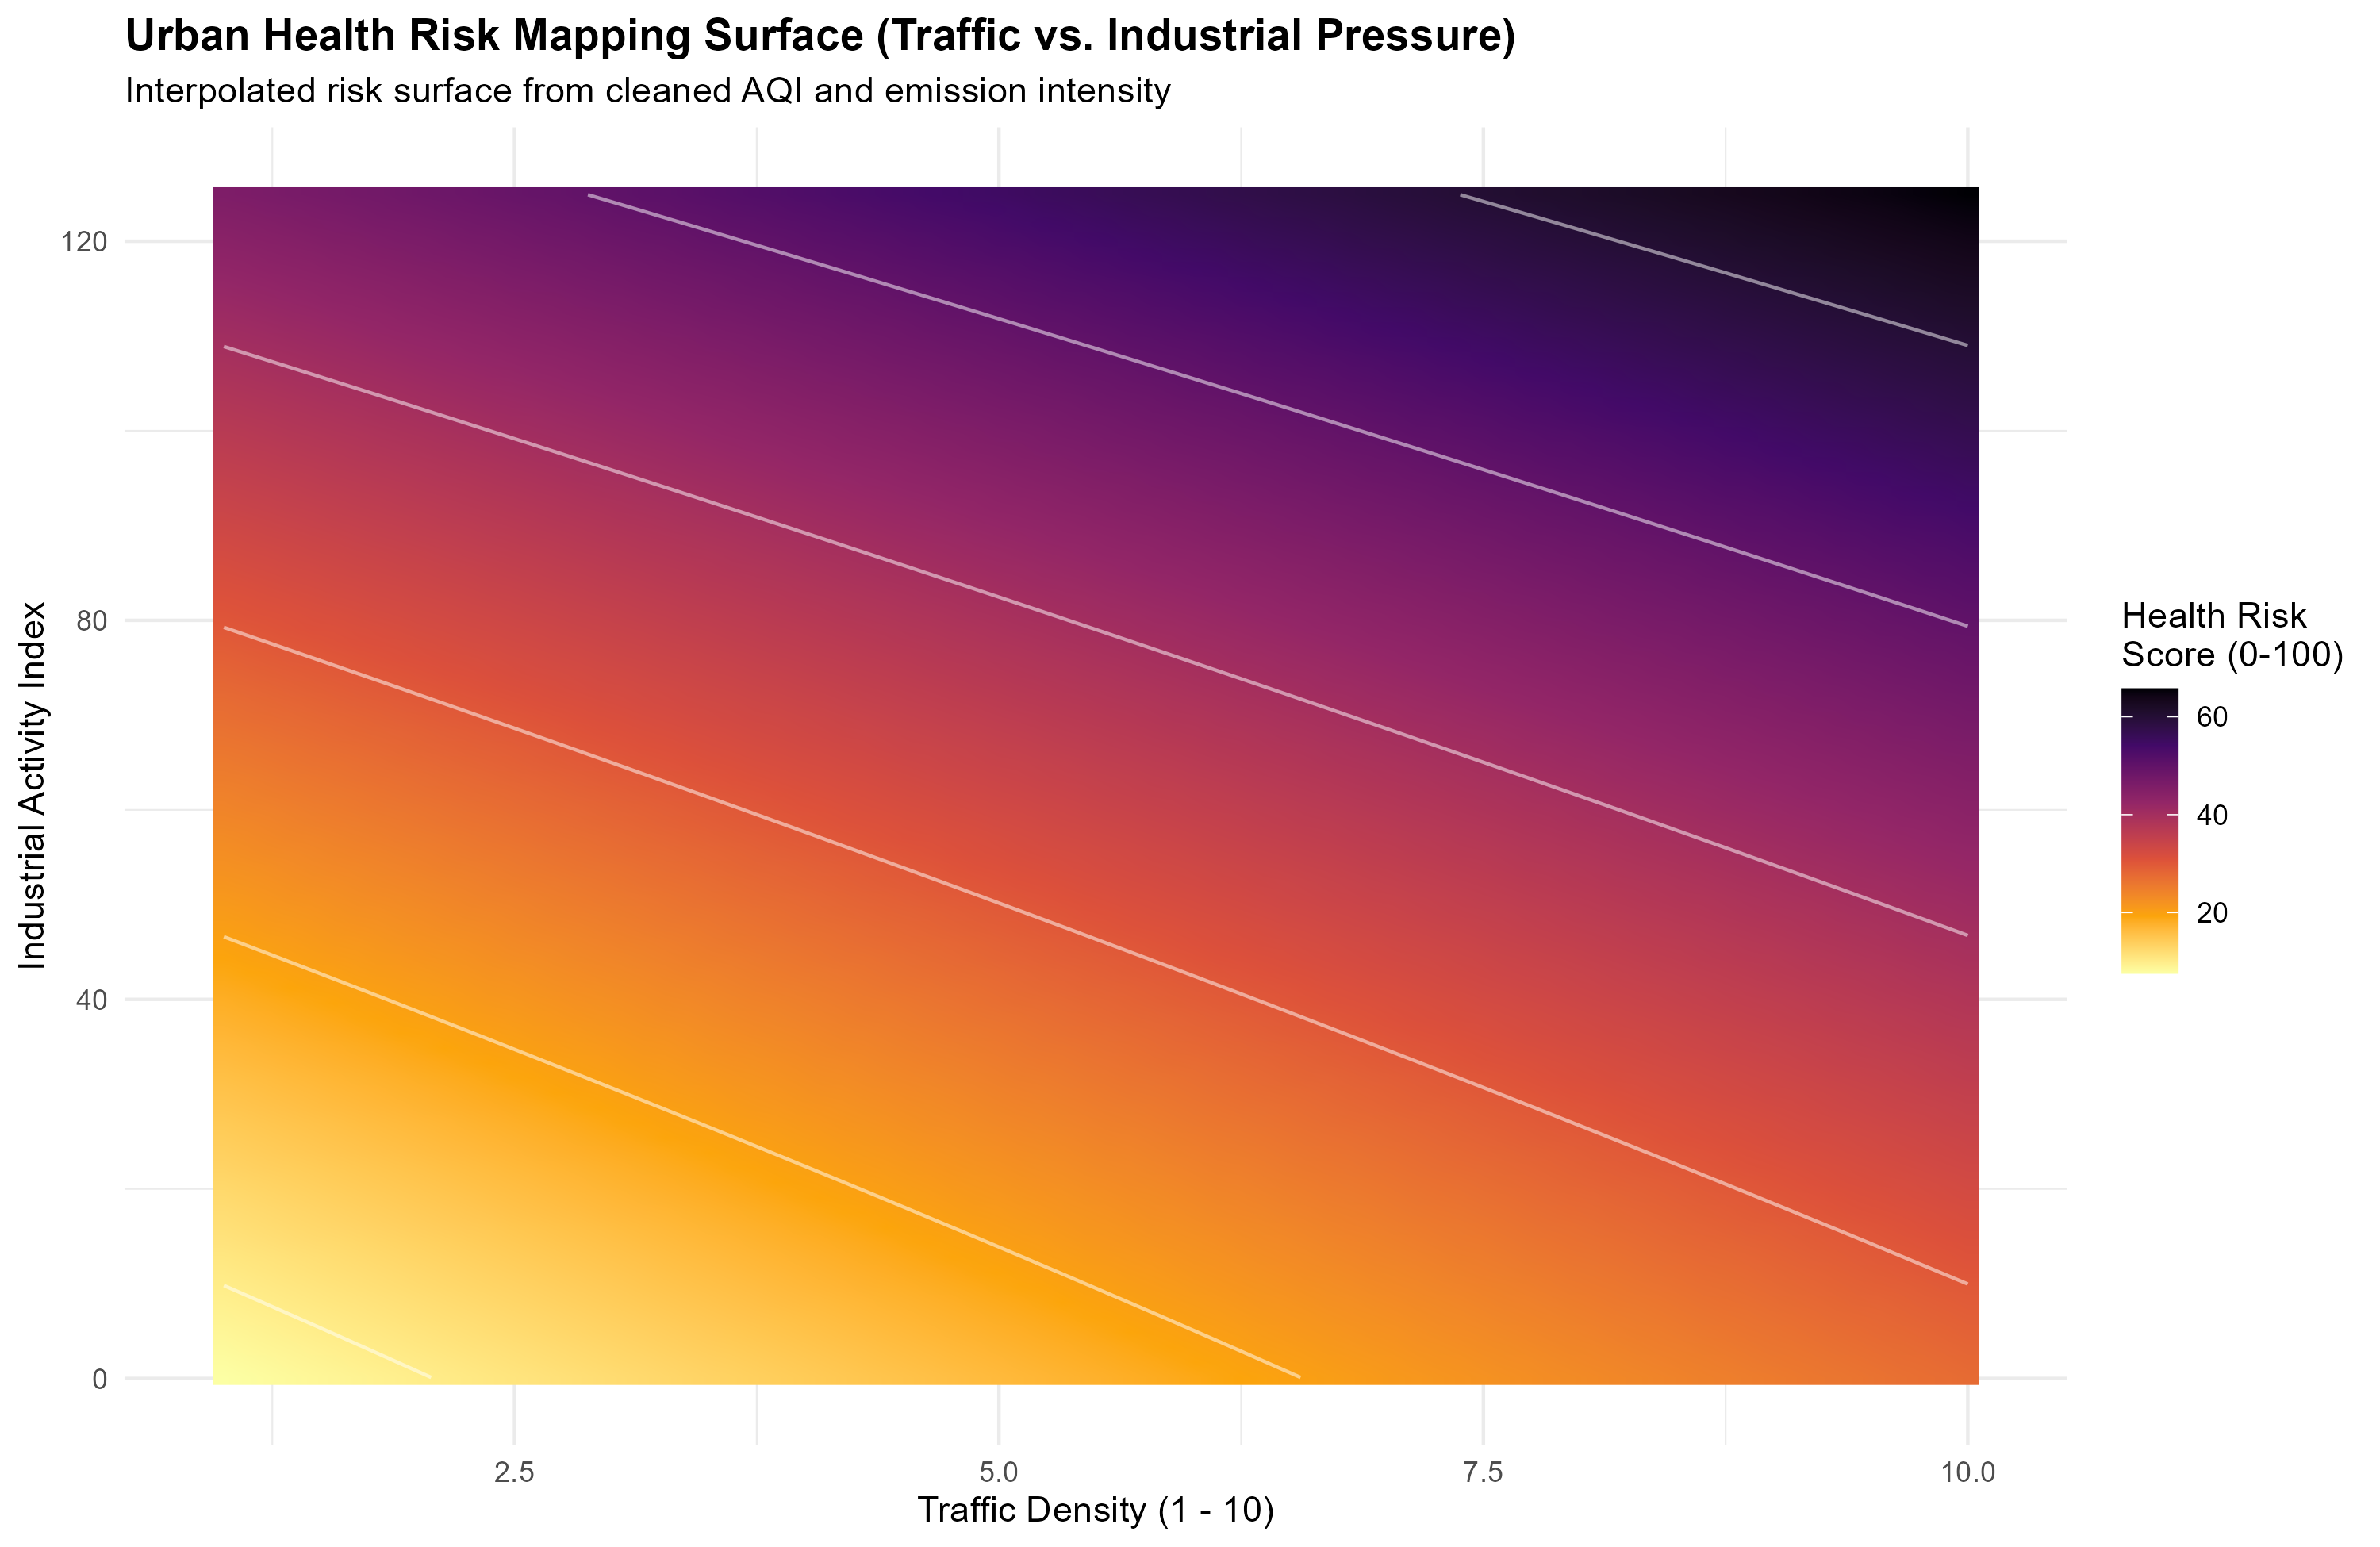 Urban Health Risk Mapping Surface (Traffic vs. Industrial Pressure)
Interpolated risk surface from cleaned AQI and emission intensity
120
80
40
0
Industrial Activity Index
2.5
5.0
7.5
10.0
Traffic Density (1 - 10)
Health Risk
Score (0-100)
60
40
20